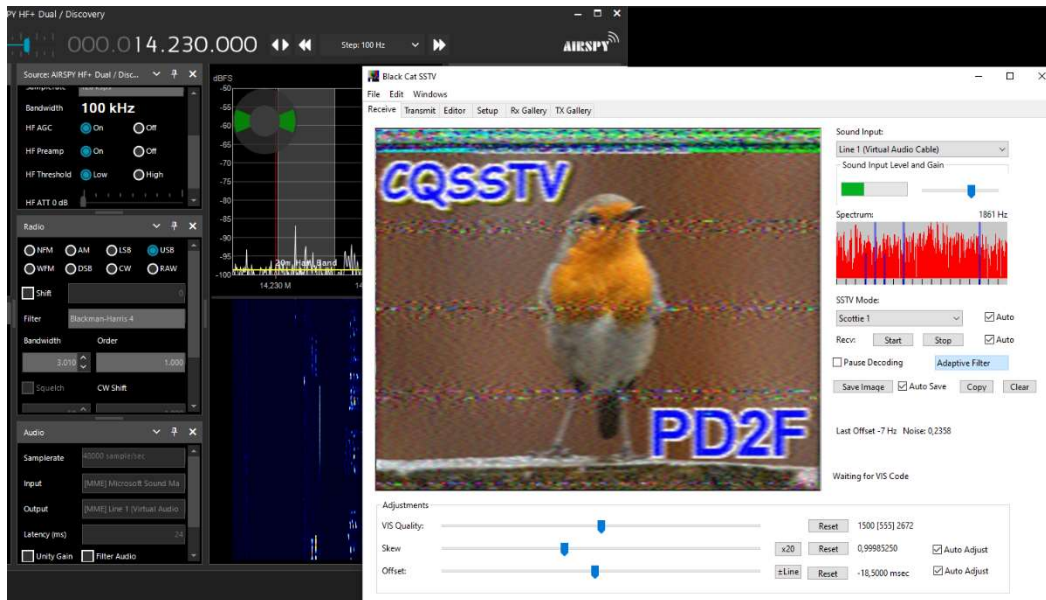 PY HF+ Dual / Discovery
000.014.230.000
Step: 100 Hz
AIRSPY
Source: AIRSPY HF+ Dual / Disc...
Bandwidth 100 kHz
HF AGC On Off
HF Preamp On Off
HF Threshold Low High
HF ATT 0 dB
Radio
NFM AM LSB USB
WFM DSB CW RAW
Shift 0
Filter Blackman-Harris 4
Bandwidth Order
3.010 1.000
Squelch CW Shift
Audio
Samplerate 40000 sample/sec
Input [MME] Microsoft Sound Ma
Output [MME] Line 1 (Virtual Audio
Latency (ms) 24
Unity Gain Filter Audio
dBFS
-50
-55
-60
-65
-70
-75
-80
-85
-90
-95
-100
20m Ham Band
14,230 M 14
Black Cat SSTV
File Edit Windows
Receive Transmit Editor Setup Rx Gallery TX Gallery
CQSSTV
PD2F
Sound Input:
Line 1 (Virtual Audio Cable)
Sound Input Level and Gain
Spectrum: 1861 Hz
SSTV Mode:
Scottie 1 Auto
Recv: Start Stop Auto
Pause Decoding Adaptive Filter
Save Image Auto Save Copy Clear
Last Offset -7 Hz Noise: 0,2358
Waiting for VIS Code
Adjustments
VIS Quality: Reset 1500 [555] 2672
Skew x20 Reset 0,99985250 Auto Adjust
Offset: ±Line Reset -18,5000 msec Auto Adjust